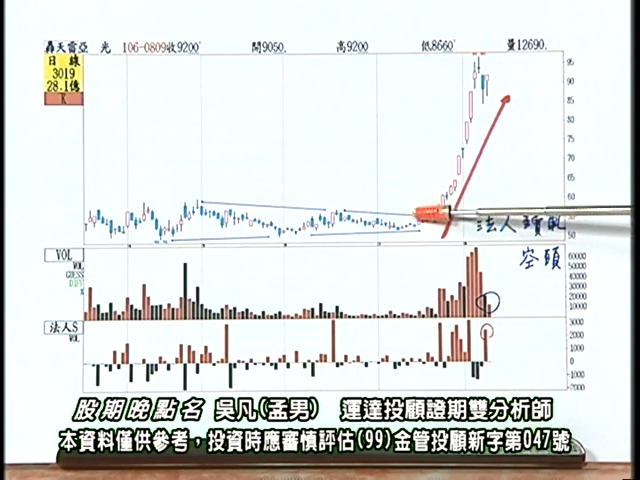 轟天雷亞 光 106-0809收9200 開9050. 高9200 低8660 量12690.
日 線
3019
28.1億
K
95
90
85
80
75
70
65
60
50
法人
空頭
VOL
VOL
60000
50000
40000
30000
20000
10000
0
法人S
VOL
3000
2000
1000
0
-1000
-2000
股期晚點名 吳凡(孟男) 運達投顧證期雙分析師
本資料僅供參考，投資時應審慎評估(99)金管投顧新字第047號